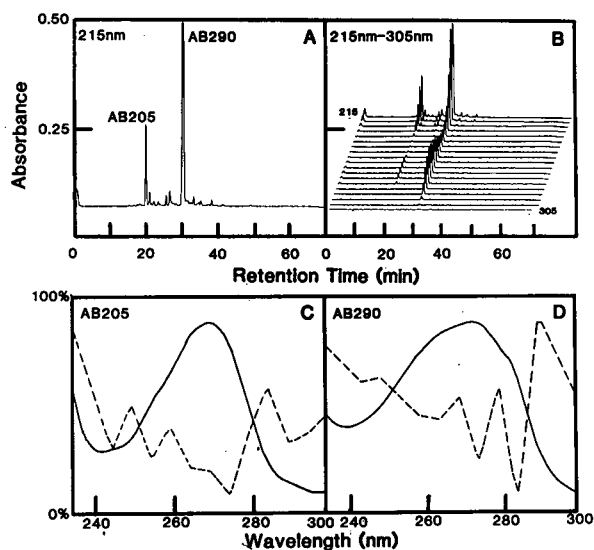 0.50
215nm
A
AB290
215nm-305nm
B
AB205
215
0.25
305
Absorbance
0 20 40 60
0 20 40 60
Retention Time (min)
100%
AB205
C
AB290
D
0%
240 260 280 300
240 260 280 300
Wavelength (nm)